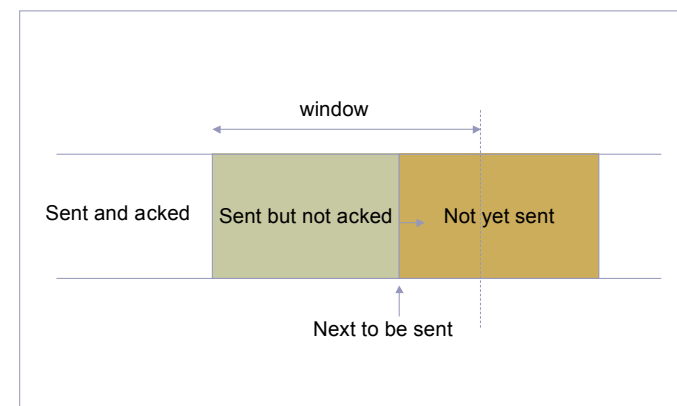 window
Sent and acked
Sent but not acked
Not yet sent
Next to be sent